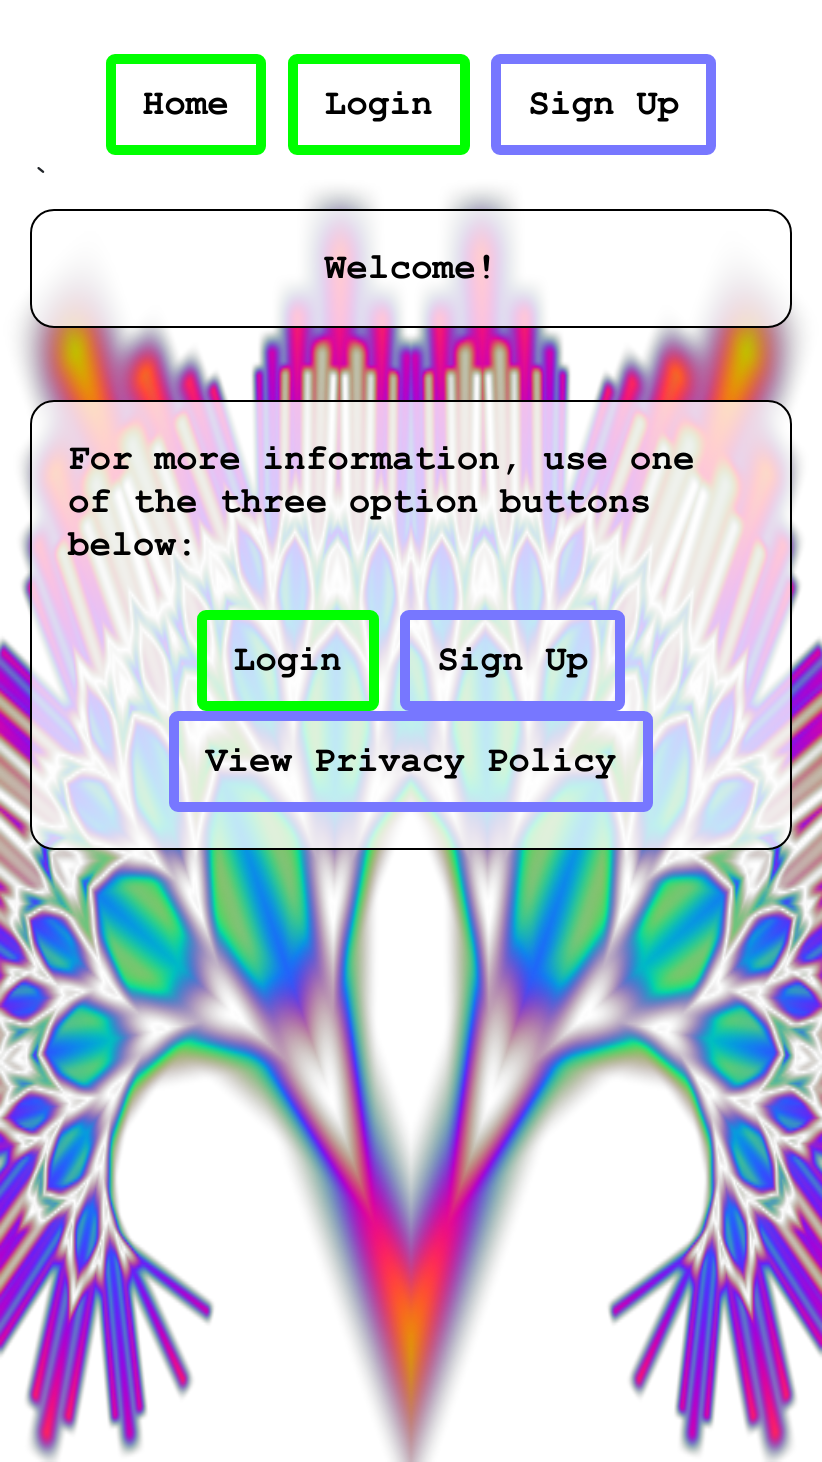 Home Login Sign Up
`
Welcome!
For more information, use one
of the three option buttons
below:
Login Sign Up
View Privacy Policy